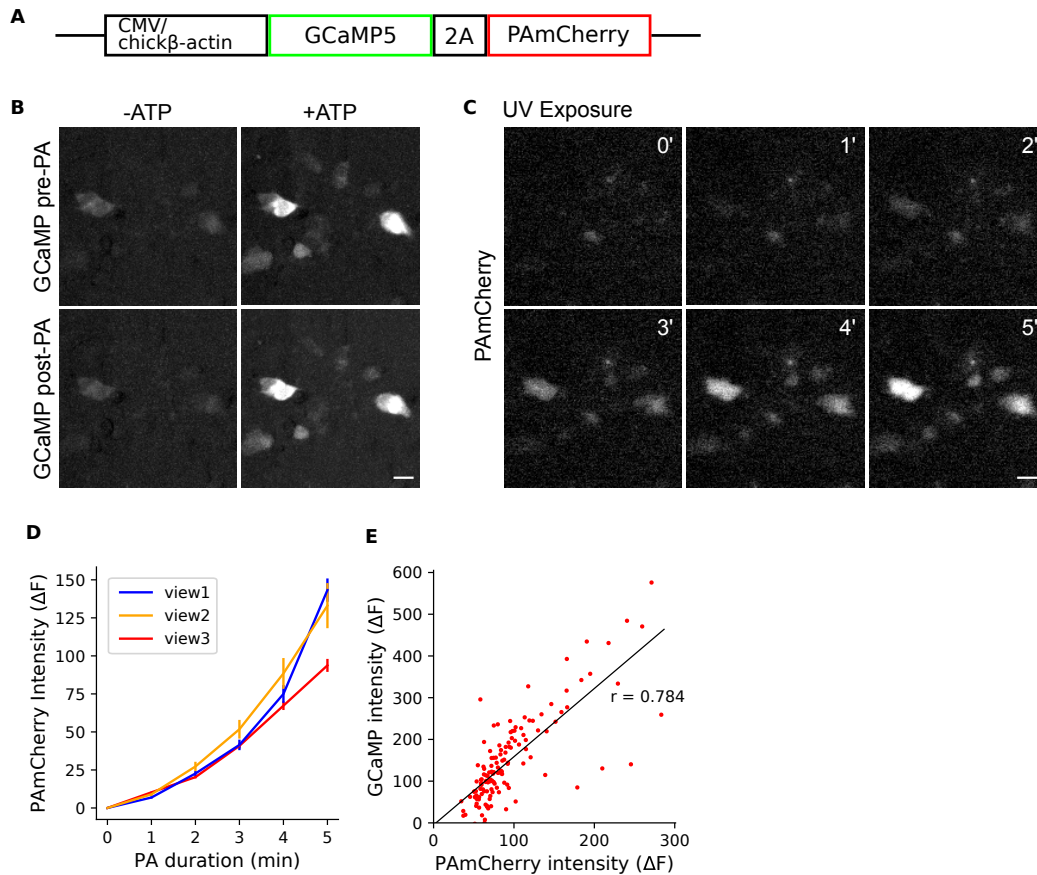 A
CMV/
chickβ-actin
GCaMP5
2A
PAmCherry
B
-ATP
+ATP
GCaMP pre-PA
GCaMP post-PA
C
UV Exposure
PAmCherry
0'
1'
2'
3'
4'
5'
D
PAmCherry Intensity (ΔF)
150
125
100
75
50
25
0
view1
view2
view3
0 1 2 3 4 5
PA duration (min)
E
GCaMP intensity (ΔF)
600
500
400
300
200
100
0
r = 0.784
0 100 200 300
PAmCherry intensity (ΔF)